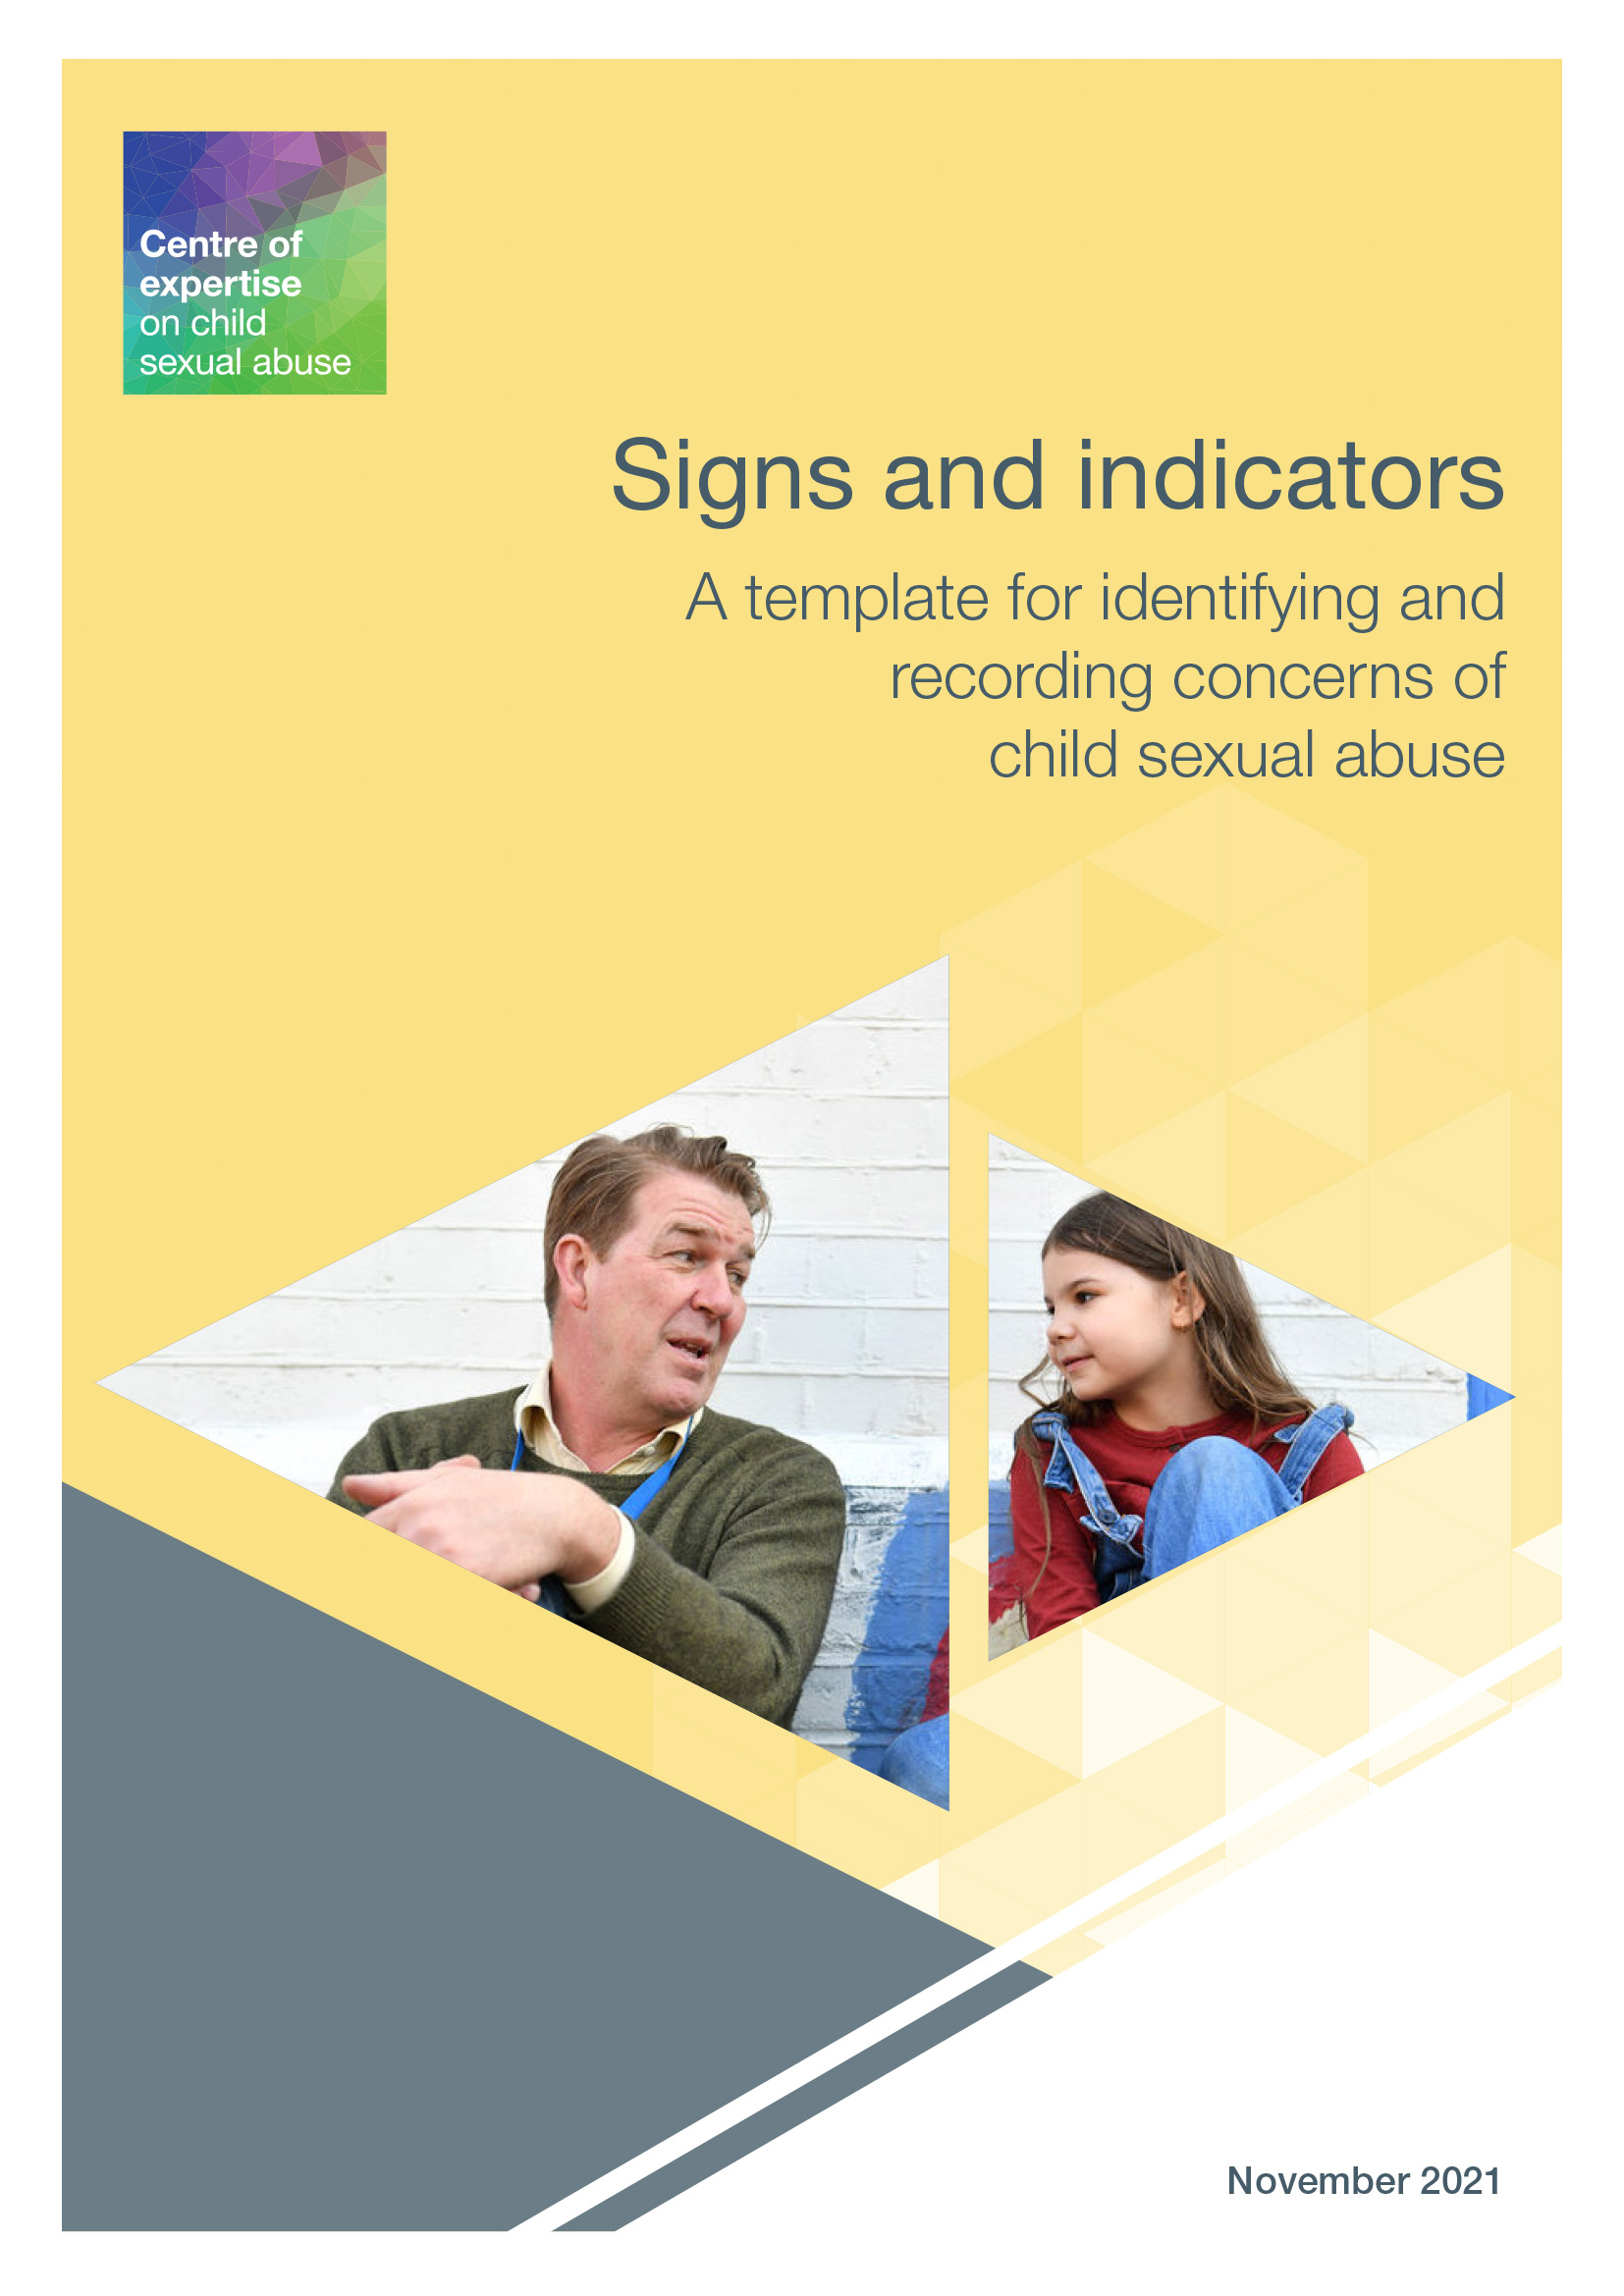 Centre of
expertise
on child
sexual abuse
Signs and indicators
A template for identifying and
recording concerns of
child sexual abuse
November 2021